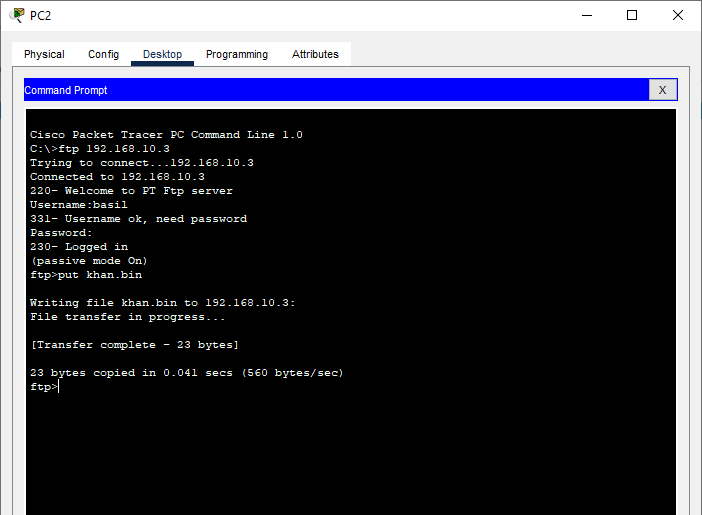 PC2
Physical Config Desktop Programming Attributes
Command Prompt
X
Cisco Packet Tracer PC Command Line 1.0
C:\>ftp 192.168.10.3
Trying to connect...192.168.10.3
Connected to 192.168.10.3
220- Welcome to PT Ftp server
Username:basil
331- Username ok, need password
Password:
230- Logged in
(passive mode On)
ftp>put khan.bin
Writing file khan.bin to 192.168.10.3:
File transfer in progress...
[Transfer complete - 23 bytes]
23 bytes copied in 0.041 secs (560 bytes/sec)
ftp>